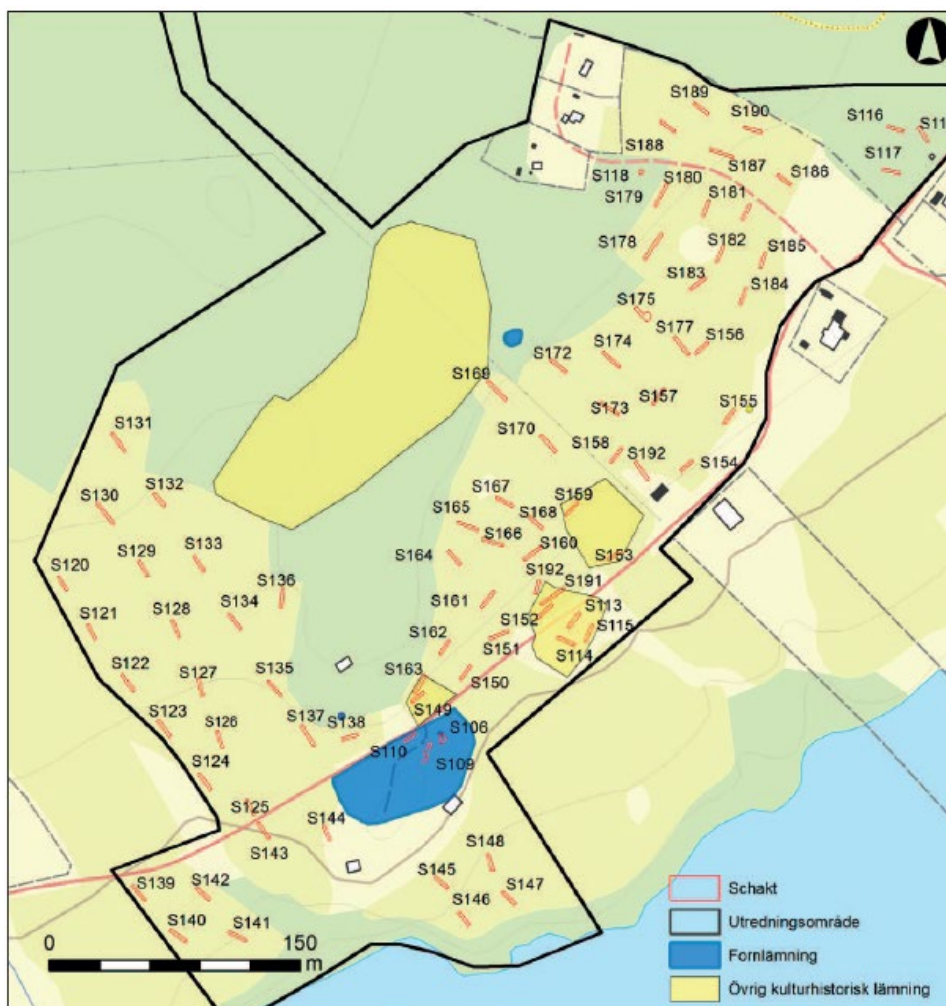 S189
S190
S116
S11
S188
S187
S117
S118
S186
S179
S180
S181
S178
S182
S185
S183
S184
S175
S177
S156
S174
S172
S169
S157
S173
S155
S131
S170
S158
S192
S154
S132
S130
S167
S159
S165
S168
S129
S133
S166
S164
S160
S153
S120
S136
S192
S191
S134
S161
S113
S121
S128
S152
S115
S162
S151
S114
S122
S127
S135
S163
S150
S149
S123
S126
S137
S138
S106
S110
S109
S124
S125
S144
S143
S148
S139
S142
S145
S147
S146
S140
S141
0 150
m
Schakt
Utredningsområde
Fornlämning
Övrig kulturhistorisk lämning